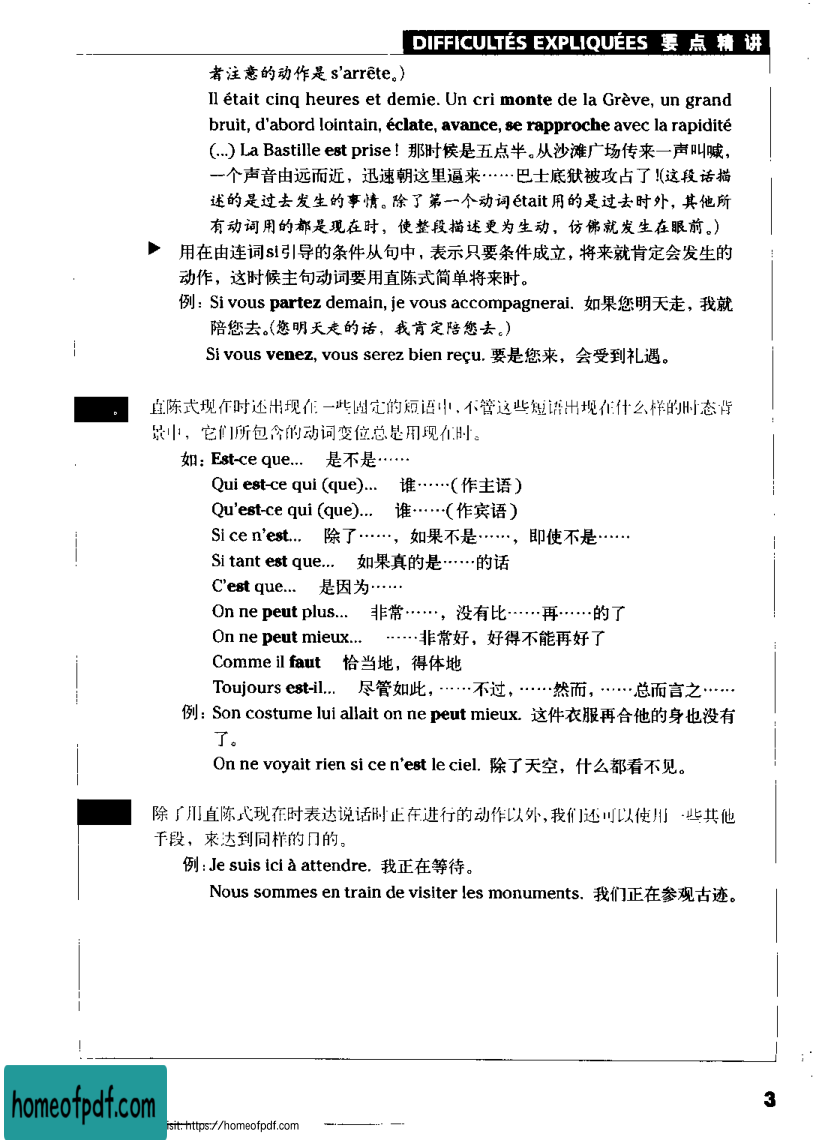 DIFFICULTÉS EXPLIQUÉES 要点精讲
者注意的动作是 s'arrête。)
Il était cinq heures et demie. Un cri monte de la Grève, un grand
bruit, d'abord lointain, éclate, avance, se rapproche avec la rapidité
(...) La Bastille est prise! 那时候是五点半。从沙滩广场传来一声叫喊，
一个声音由远而近，迅速朝这里逼来……巴士底狱被攻占了!(这段话描
述的是过去发生的事情。除了第一个动词était用的是过去时外，其他所
有动词用的都是现在时，使整段描述更为生动，仿佛就发生在眼前。)
▶ 用在由连词si引导的条件从句中，表示只要条件成立，将来就肯定会发生的
动作，这时候主句动词要用直陈式简单将来时。
例：Si vous partez demain, je vous accompagnerai. 如果您明天走，我就
陪您去。(您明天走的话，我肯定陪您去。)
Si vous venez, vous serez bien reçu. 要是您来，会受到礼遇。
直陈式现在时还出现在一些固定的短语中，不管这些短语出现在什么样的时态背
景中，它们所包含的动词变位总是用现在时。
如：Est-ce que... 是不是……
Qui est-ce qui (que)... 谁……(作主语)
Qu'est-ce qui (que)... 谁……(作宾语)
Si ce n'est... 除了……，如果不是……，即使不是……
Si tant est que... 如果真的是……的话
C'est que... 是因为……
On ne peut plus... 非常……，没有比……再……的了
On ne peut mieux... ……非常好，好得不能再好了
Comme il faut 恰当地，得体地
Toujours est-il... 尽管如此，……不过，……然而，……总而言之……
例：Son costume lui allait on ne peut mieux. 这件衣服再合他的身也没有
了。
On ne voyait rien si ce n'est le ciel. 除了天空，什么都看不见。
除了用直陈式现在时表达说话时正在进行的动作以外，我们还可以使用一些其他
手段，来达到同样的目的。
例：Je suis ici à attendre. 我正在等待。
Nous sommes en train de visiter les monuments. 我们正在参观古迹。
3
homeofpdf.com
sit: https://homeofpdf.com